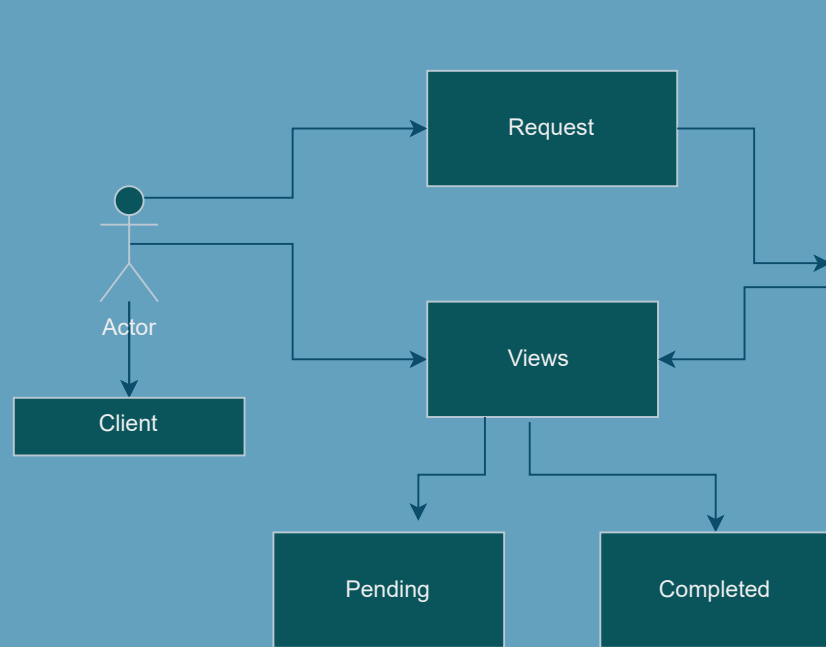 Request
Actor
Views
Client
Pending
Completed